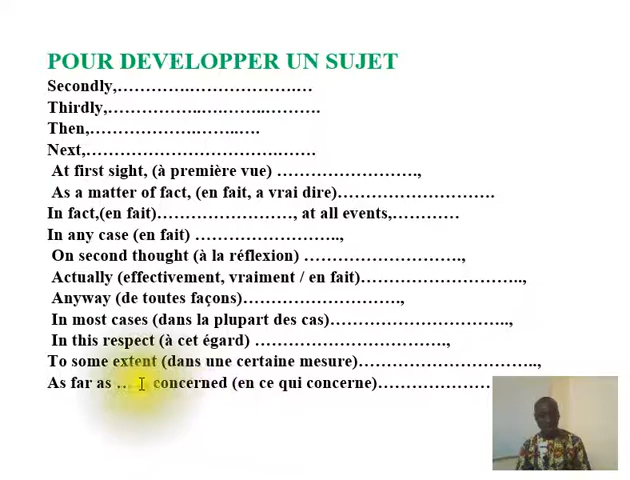 POUR DEVELOPPER UN SUJET
Secondly,………….……………….…
Thirdly,……………..….……..……….
Then,……………….……..….
Next,……………………….…….
At first sight, (à première vue) ………………….,
As a matter of fact, (en fait, a vrai dire)…………………….
In fact,(en fait)……………………, at all events,…………
In any case (en fait) ……………………..,
On second thought (à la réflexion) ……………………….,
Actually (effectivement, vraiment / en fait)………………………..,
Anyway (de toutes façons)……………………….,
In most cases (dans la plupart des cas)……………………………..,
In this respect (à cet égard) ……………………………….,
To some extent (dans une certaine mesure)……………………………..,
As far as … concerned (en ce qui concerne)…………………